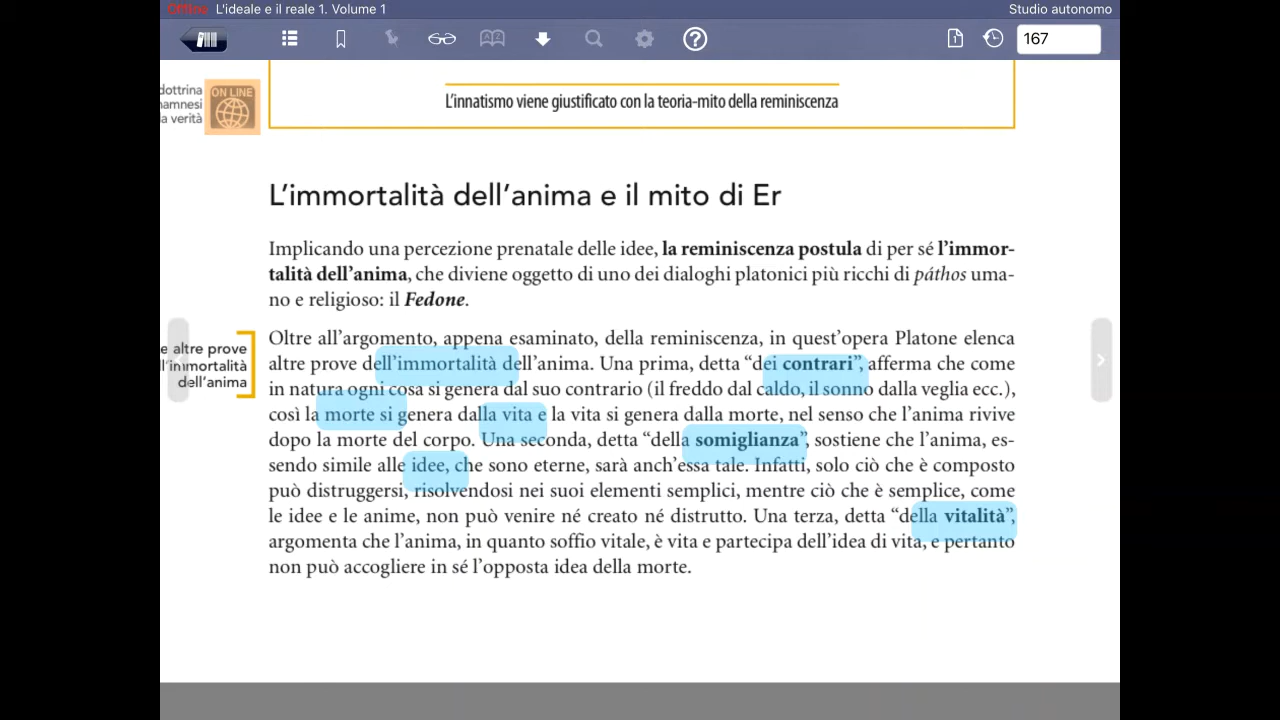 Offline L'ideale e il reale 1. Volume 1
Studio autonomo
167
dottrina
ON LINE
la verità
L'innatismo viene giustificato con la teoria-mito della reminiscenza
L'immortalità dell'anima e il mito di Er
Implicando una percezione prenatale delle idee, la reminiscenza postula di per sé l'immor-
talità dell'anima, che diviene oggetto di uno dei dialoghi platonici più ricchi di páthos uma-
no e religioso: il Fedone.
e altre prove
dell'anima
Oltre all'argomento, appena esaminato, della reminiscenza, in quest'opera Platone elenca
altre prove dell'immortalità dell'anima. Una prima, detta “dei contrari”, afferma che come
in natura ogni cosa si genera dal suo contrario (il freddo dal caldo, il sonno dalla veglia ecc.),
così la morte si genera dalla vita e la vita si genera dalla morte, nel senso che l'anima rivive
dopo la morte del corpo. Una seconda, detta “della somiglianza”, sostiene che l'anima, es-
sendo simile alle idee, che sono eterne, sarà anch'essa tale. Infatti, solo ciò che è composto
può distruggersi, risolvendosi nei suoi elementi semplici, mentre ciò che è semplice, come
le idee e le anime, non può venire né creato né distrutto. Una terza, detta “della vitalità”,
argomenta che l'anima, in quanto soffio vitale, è vita e partecipa dell'idea di vita, e pertanto
non può accogliere in sé l'opposta idea della morte.